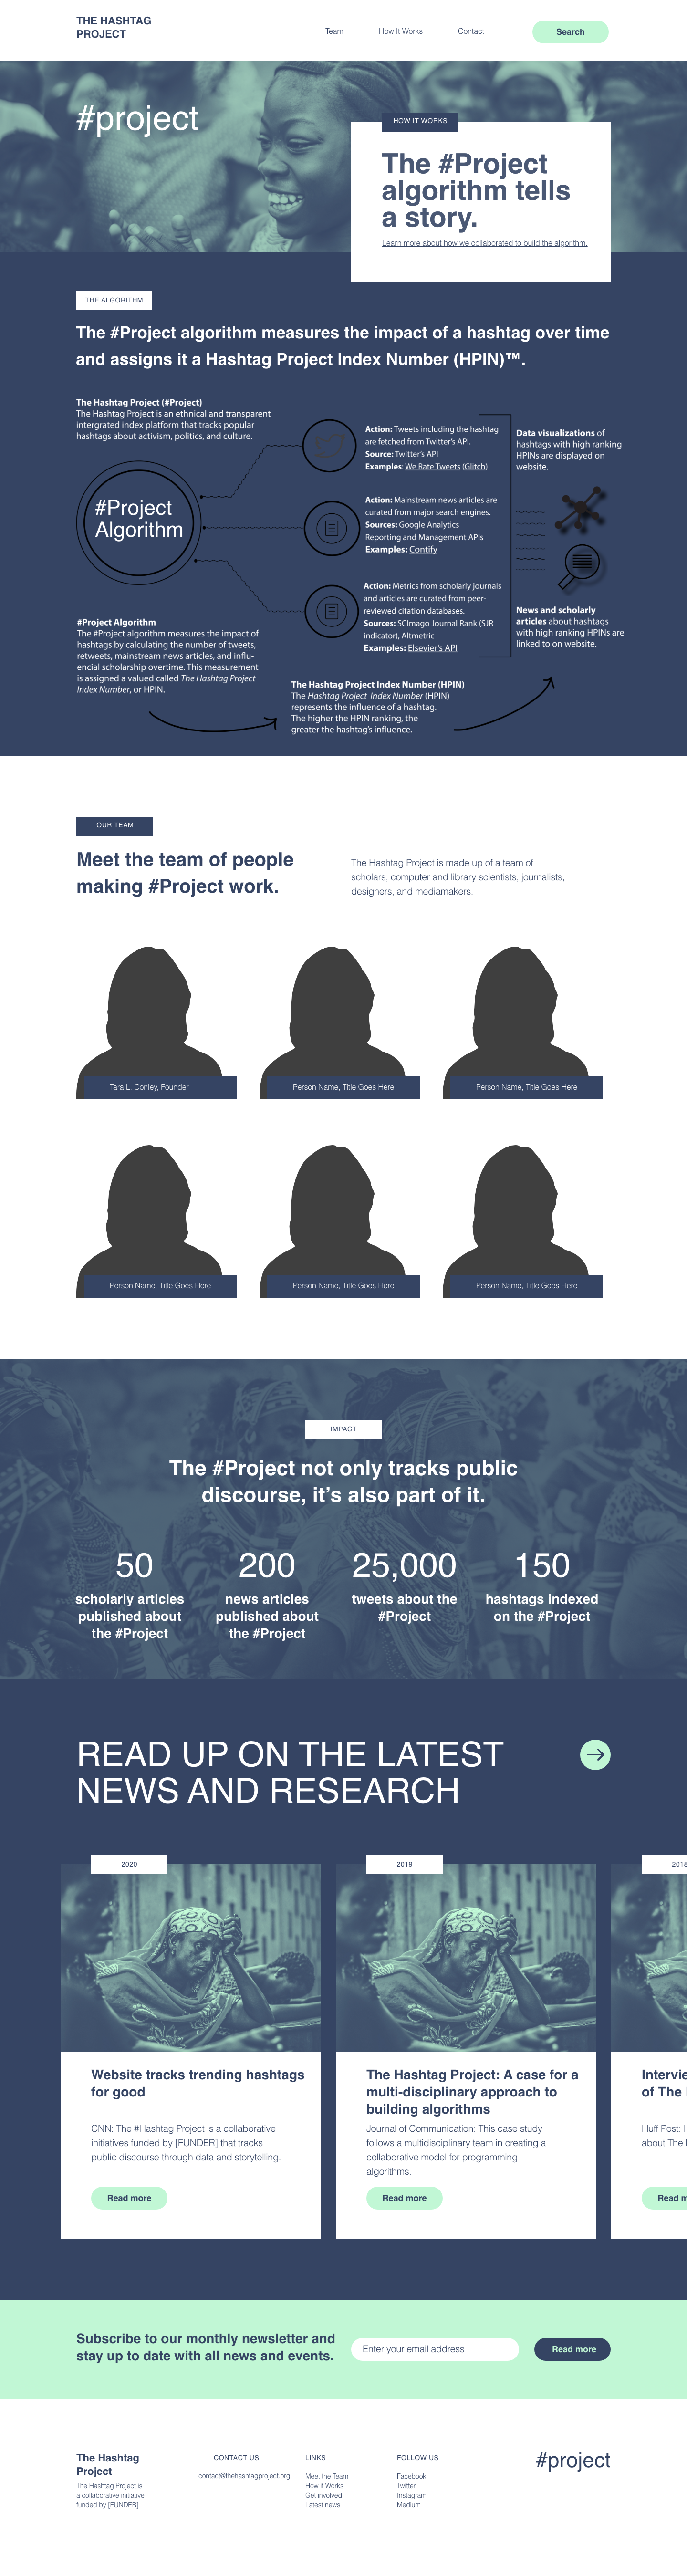 THE HASHTAG
PROJECT
Team
How It Works
Contact
Search
#project
HOW IT WORKS
The #Project
algorithm tells
a story.
Learn more about how we collaborated to build the algorithm.
THE ALGORITHM
The #Project algorithm measures the impact of a hashtag over time
and assigns it a Hashtag Project Index Number (HPIN)™.
The Hashtag Project (#Project)
The Hashtag Project is an ethnical and transparent
intergrated index platform that tracks popular
hashtags about activism, politics, and culture.
#Project
Algorithm
#Project Algorithm
The #Project algorithm measures the impact of
hashtags by calculating the number of tweets,
retweets, mainstream news articles, and influ-
encial scholarship overtime. This measurement
is assigned a valued called The Hashtag Project
Index Number, or HPIN.
Action: Tweets including the hashtag
are fetched from Twitter's API.
Source: Twitter's API
Examples: We Rate Tweets (Glitch)
Action: Mainstream news articles are
curated from major search engines.
Sources: Google Analytics
Reporting and Management APIs
Examples: Contify
Action: Metrics from scholarly journals
and articles are curated from peer-
reviewed citation databases.
Sources: SCImago Journal Rank (SJR
indicator), Altmetric
Examples: Elsevier's API
Data visualizations of
hashtags with high ranking
HPINs are displayed on
website.
News and scholarly
articles about hashtags
with high ranking HPINs are
linked to on website.
The Hashtag Project Index Number (HPIN)
The Hashtag Project Index Number (HPIN)
represents the influence of a hashtag.
The higher the HPIN ranking, the
greater the hashtag's influence.
OUR TEAM
Meet the team of people
making #Project work.
The Hashtag Project is made up of a team of
scholars, computer and library scientists, journalists,
designers, and mediamakers.
Tara L. Conley, Founder
Person Name, Title Goes Here
Person Name, Title Goes Here
Person Name, Title Goes Here
Person Name, Title Goes Here
Person Name, Title Goes Here
IMPACT
The #Project not only tracks public
discourse, it's also part of it.
50
scholarly articles
published about
the #Project
200
news articles
published about
the #Project
25,000
tweets about the
#Project
150
hashtags indexed
on the #Project
READ UP ON THE LATEST
NEWS AND RESEARCH
2020
Website tracks trending hashtags
for good
CNN: The #Hashtag Project is a collaborative
initiatives funded by [FUNDER] that tracks
public discourse through data and storytelling.
Read more
2019
The Hashtag Project: A case for a
multi-disciplinary approach to
building algorithms
Journal of Communication: This case study
follows a multidisciplinary team in creating a
collaborative model for programming
algorithms.
Read more
2018
Intervie
of The
Huff Post: I
about The
Read m
Subscribe to our monthly newsletter and
stay up to date with all news and events.
Enter your email address
Read more
The Hashtag
Project
The Hashtag Project is
a collaborative initiative
funded by [FUNDER]
CONTACT US
contact@thehashtagproject.org
LINKS
Meet the Team
How it Works
Get involved
Latest news
FOLLOW US
Facebook
Twitter
Instagram
Medium
#project